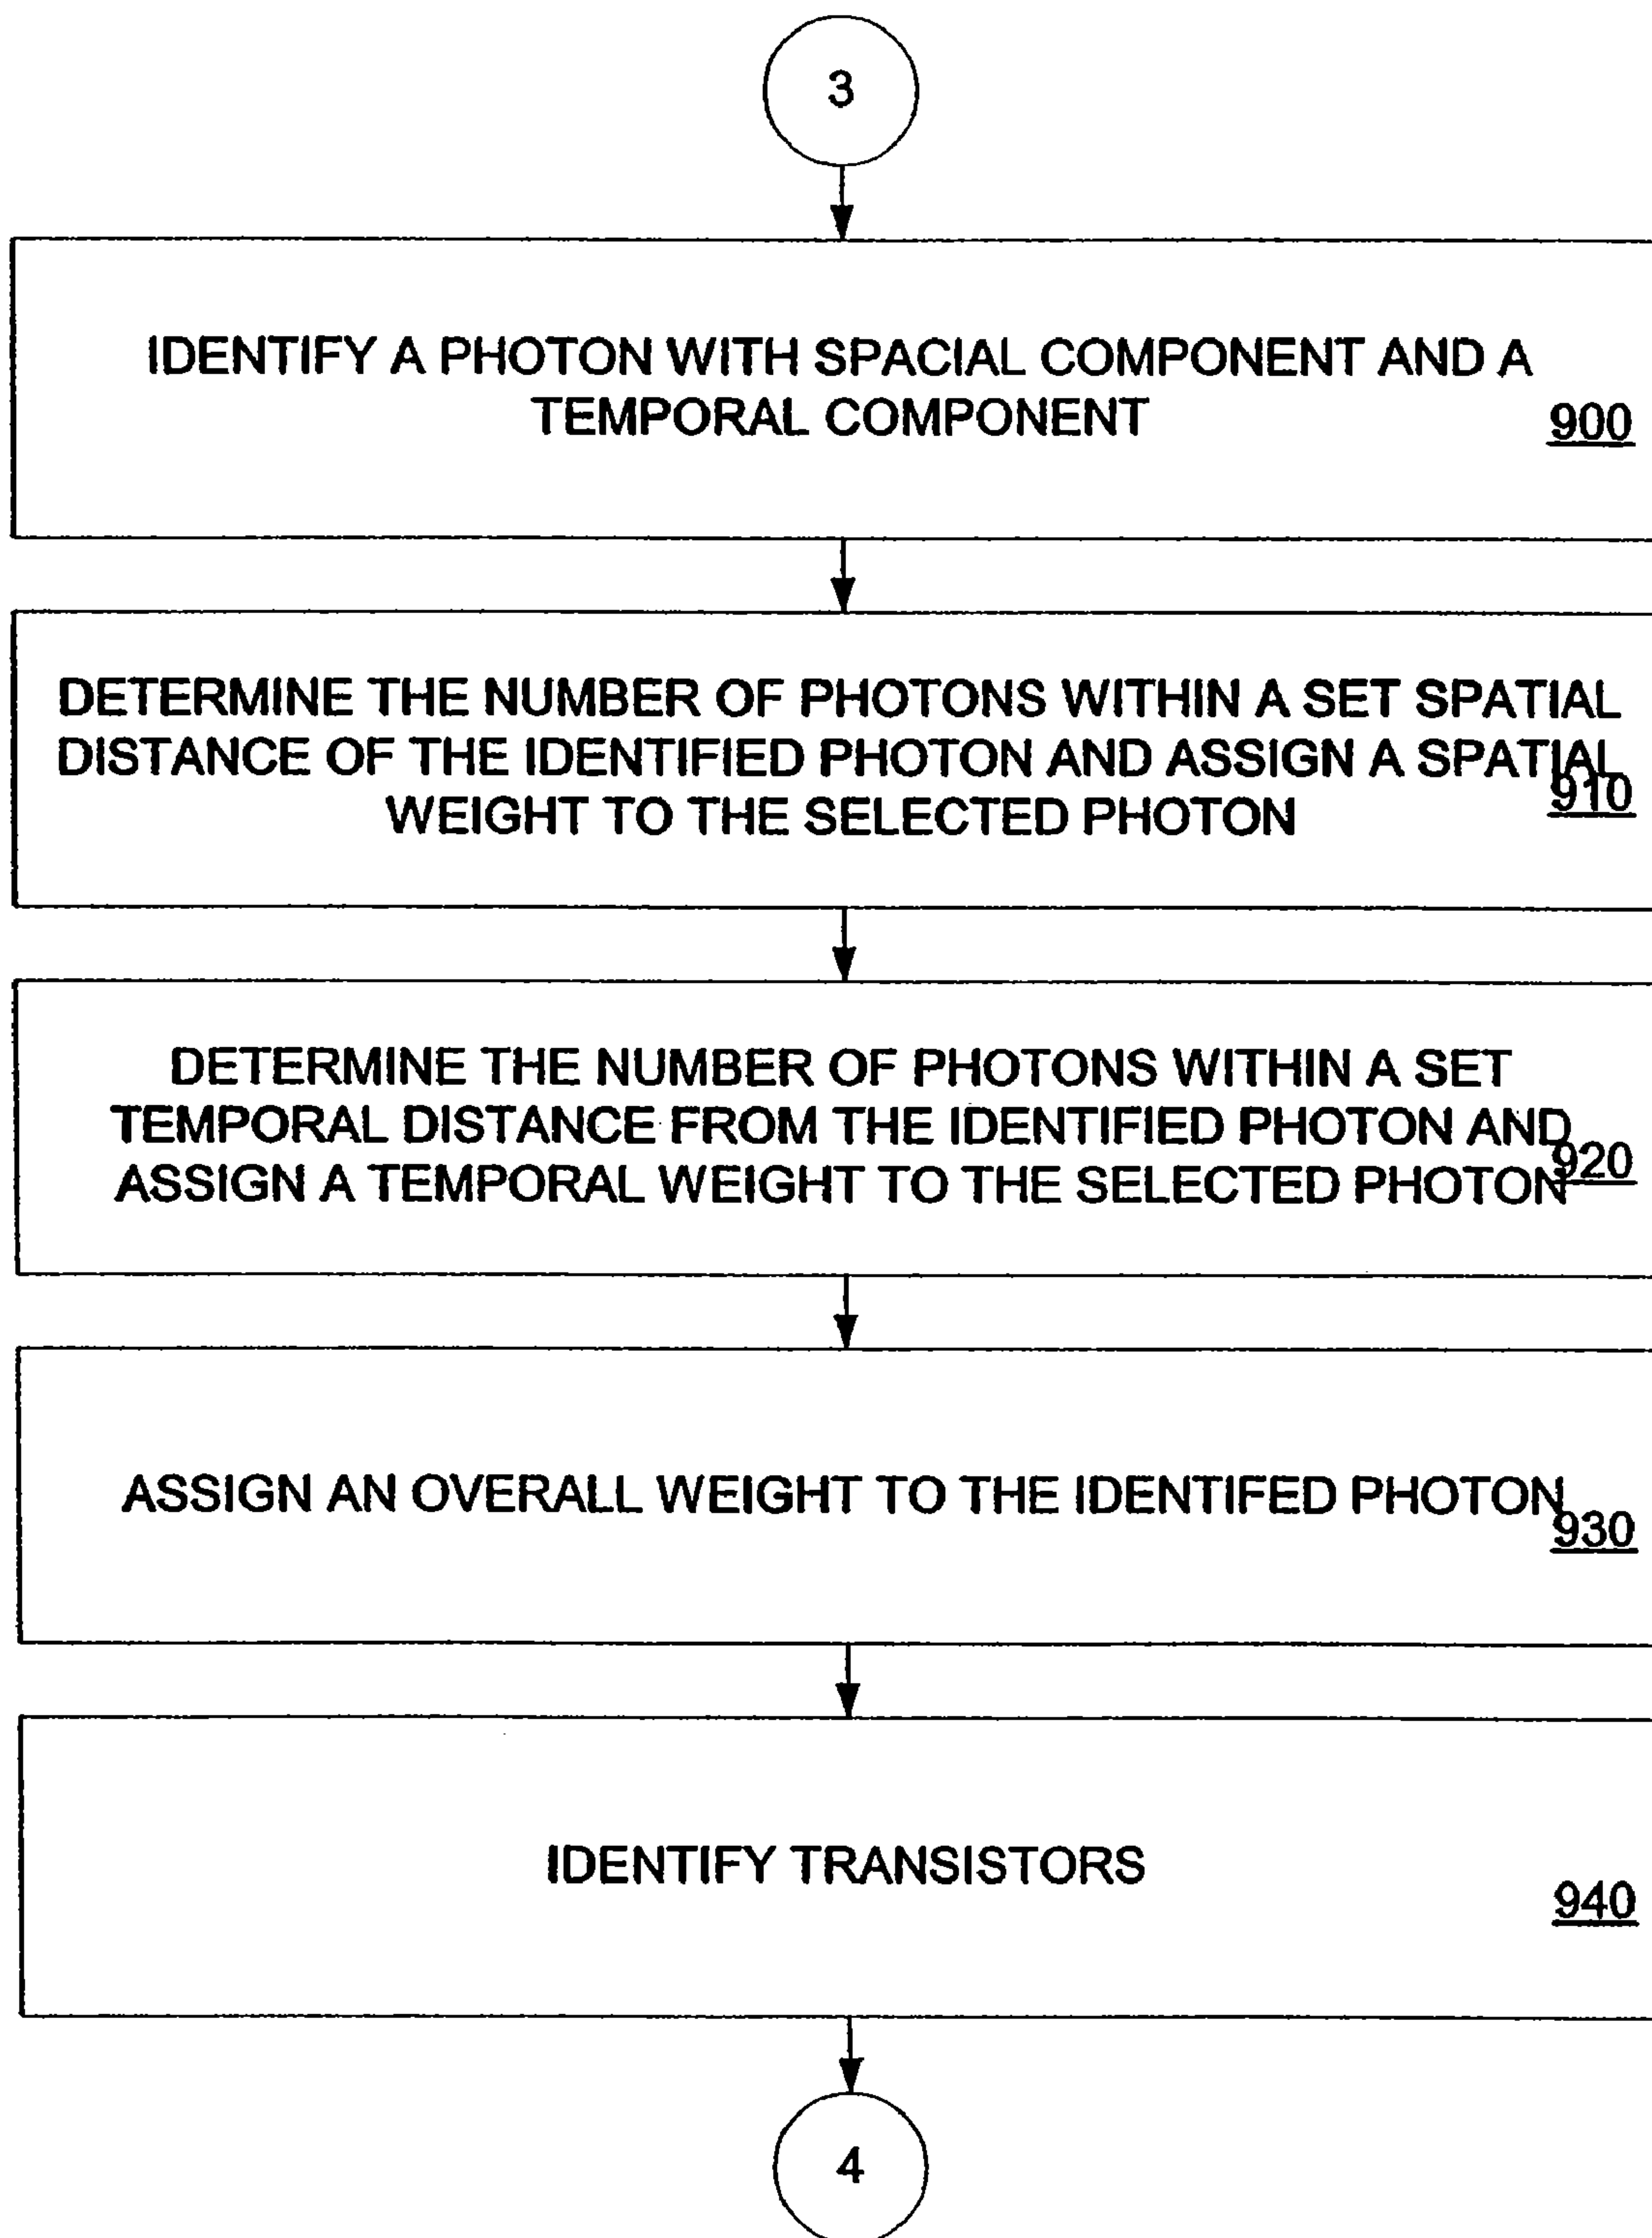 3
IDENTIFY A PHOTON WITH SPACIAL COMPONENT AND A
TEMPORAL COMPONENT
900
DETERMINE THE NUMBER OF PHOTONS WITHIN A SET SPATIAL
DISTANCE OF THE IDENTIFIED PHOTON AND ASSIGN A SPATIAL
910
WEIGHT TO THE SELECTED PHOTON
DETERMINE THE NUMBER OF PHOTONS WITHIN A SET
TEMPORAL DISTANCE FROM THE IDENTIFIED PHOTON AND
920
ASSIGN A TEMPORAL WEIGHT TO THE SELECTED PHOTON
ASSIGN AN OVERALL WEIGHT TO THE IDENTIFED PHOTON
930
IDENTIFY TRANSISTORS
940
4